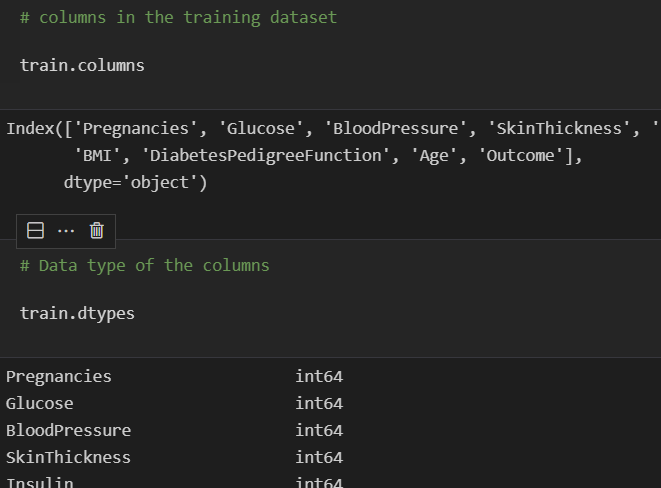 # columns in the training dataset
train.columns
Index(['Pregnancies', 'Glucose', 'BloodPressure', 'SkinThickness', '
'BMI', 'DiabetesPedigreeFunction', 'Age', 'Outcome'],
dtype='object')
# Data type of the columns
train.dtypes
Pregnancies int64
Glucose int64
BloodPressure int64
SkinThickness int64
Insulin int64